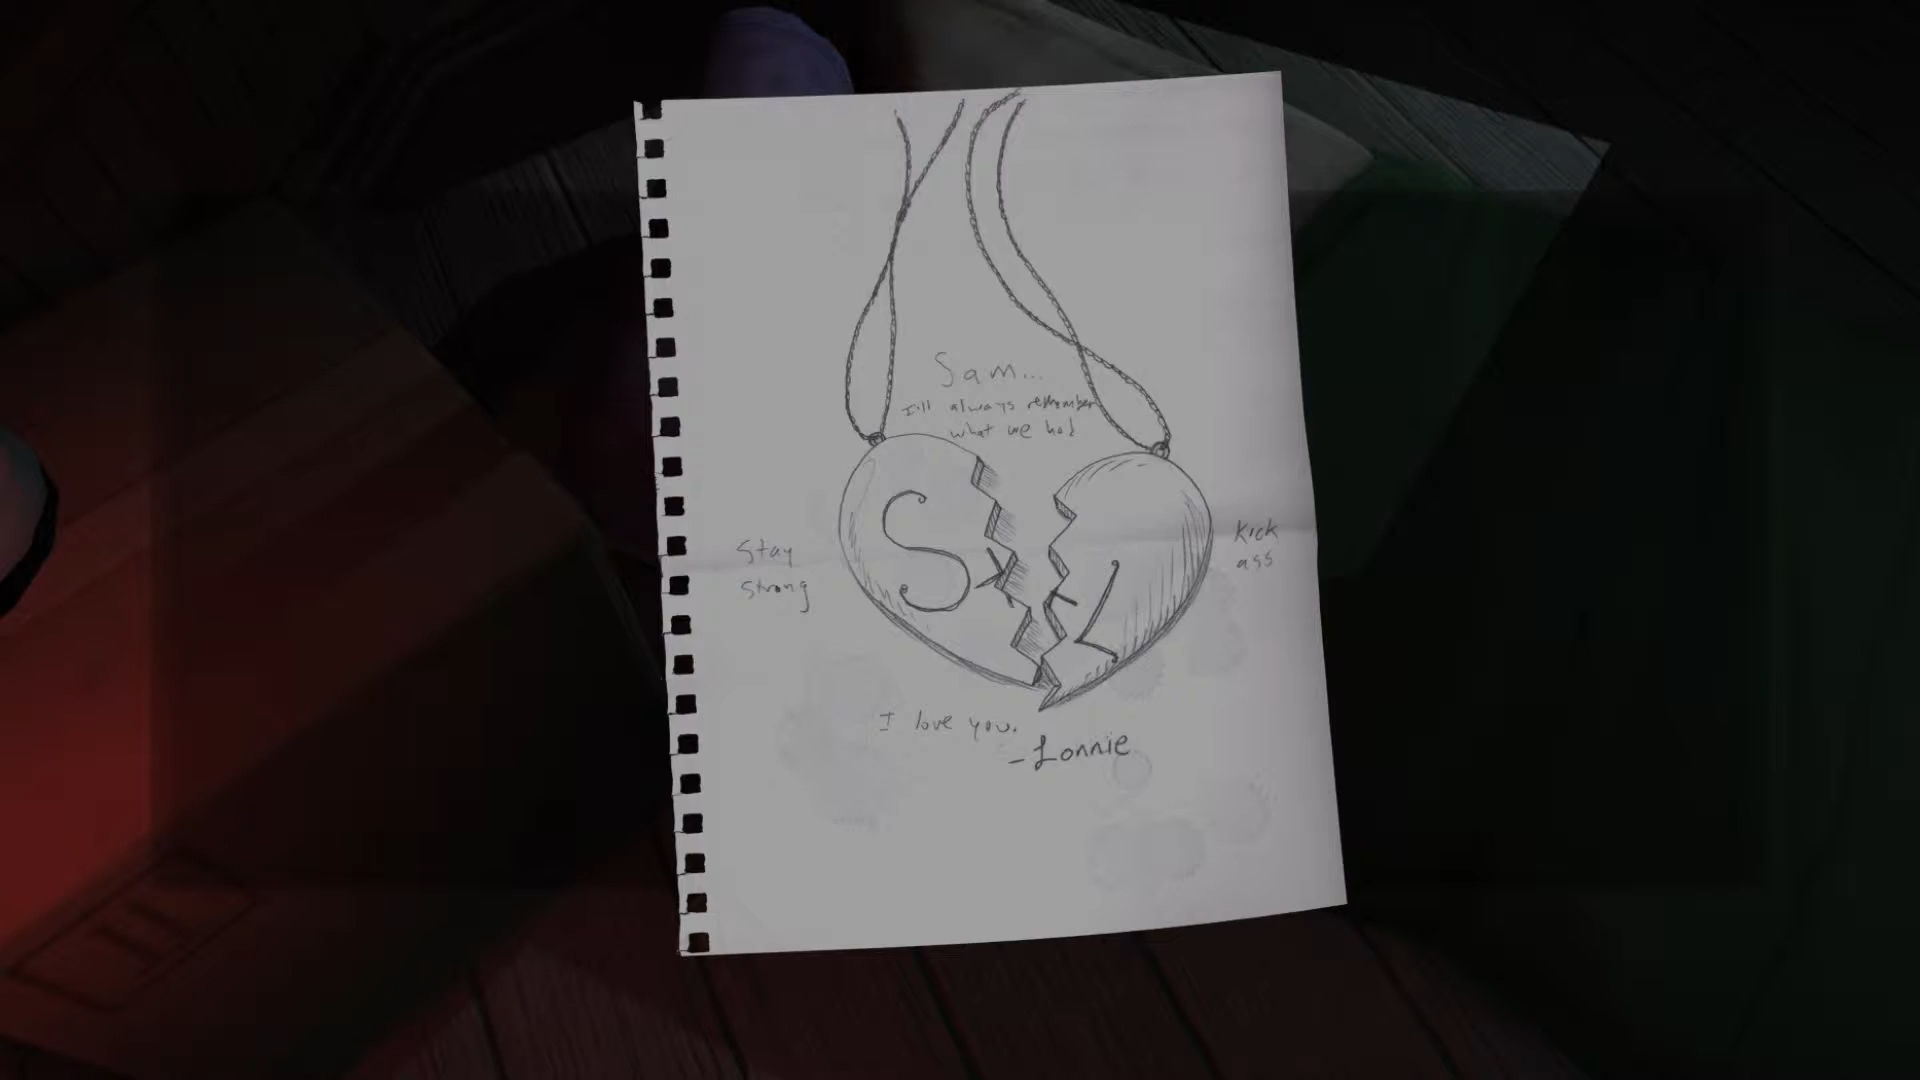 Sam...
I'll always remember
what we had
S + L
Stay
strong
Kick
ass
I love you.
-Lonnie